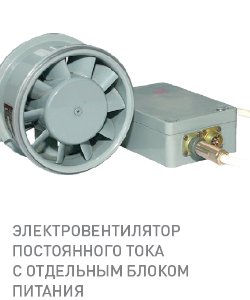 ЭЛЕКТРОВЕНТИЛЯТОР
ПОСТОЯННОГО ТОКА
С ОТДЕЛЬНЫМ БЛОКОМ
ПИТАНИЯ